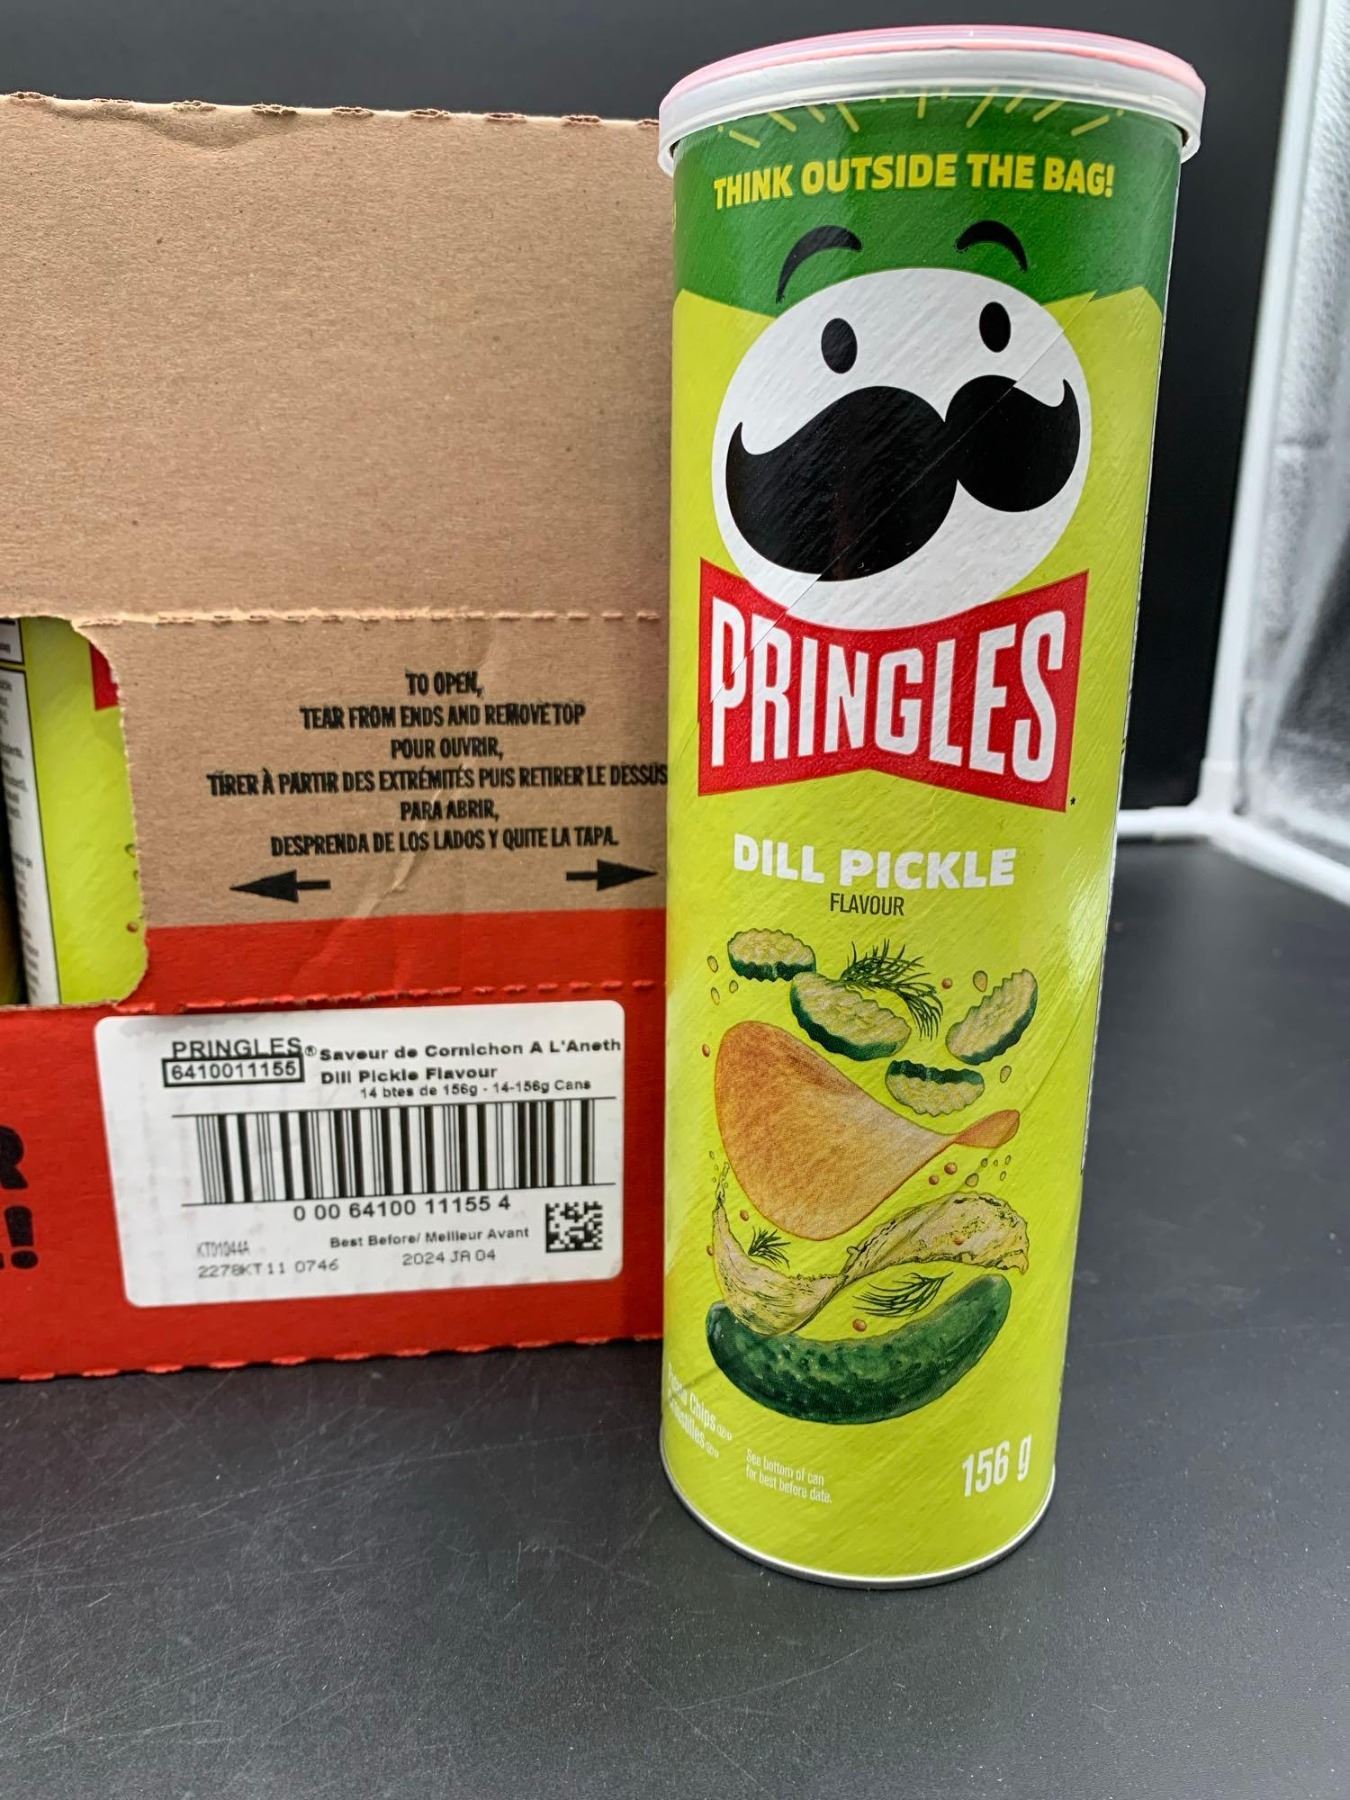 TO OPEN,
TEAR FROM ENDS AND REMOVE TOP
POUR OUVRIR,
TIRER À PARTIR DES EXTRÉMITÉS PUIS RETIRER LE DESSUS
PARA ABRIR,
DESPRENDA DE LOS LADOS Y QUITE LA TAPA.
PRINGLES® Saveur de Cornichon A L'Aneth
6410011155 Dill Pickle Flavour
14 btes de 156g - 14-156g Cans
0 00 64100 11155 4
KT01044A
Best Before/ Meilleur Avant
2278KT 11 0746
2024 JA 04
R
!
THINK OUTSIDE THE BAG!
PRINGLES
DILL PICKLE
FLAVOUR
Chips
See bottom of can
for best before date.
156 g